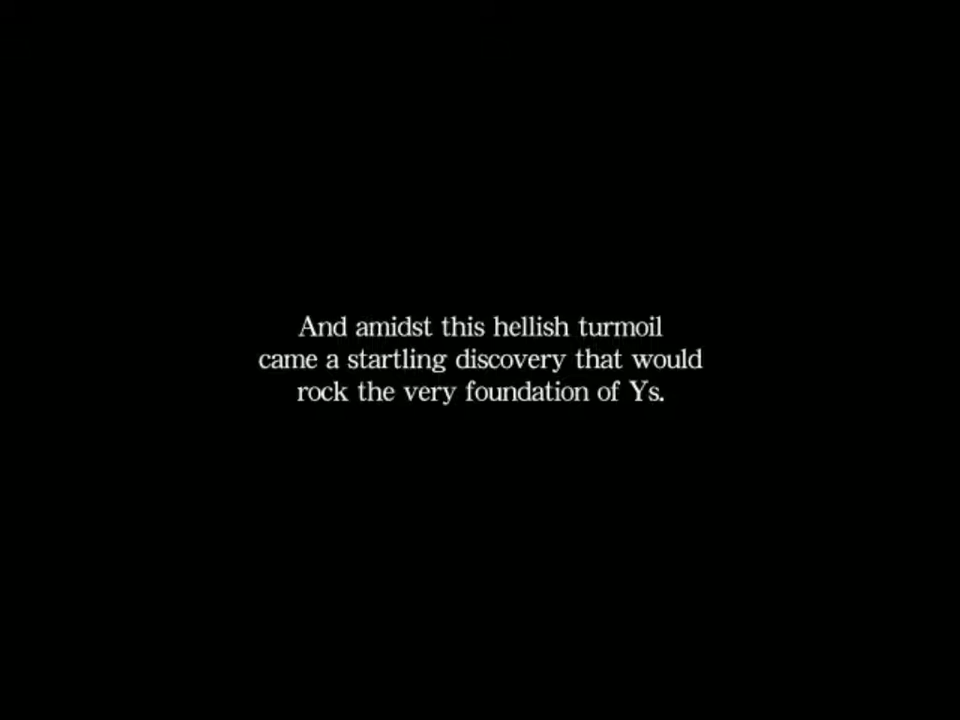 And amidst this hellish turmoil
came a startling discovery that would
rock the very foundation of Ys.